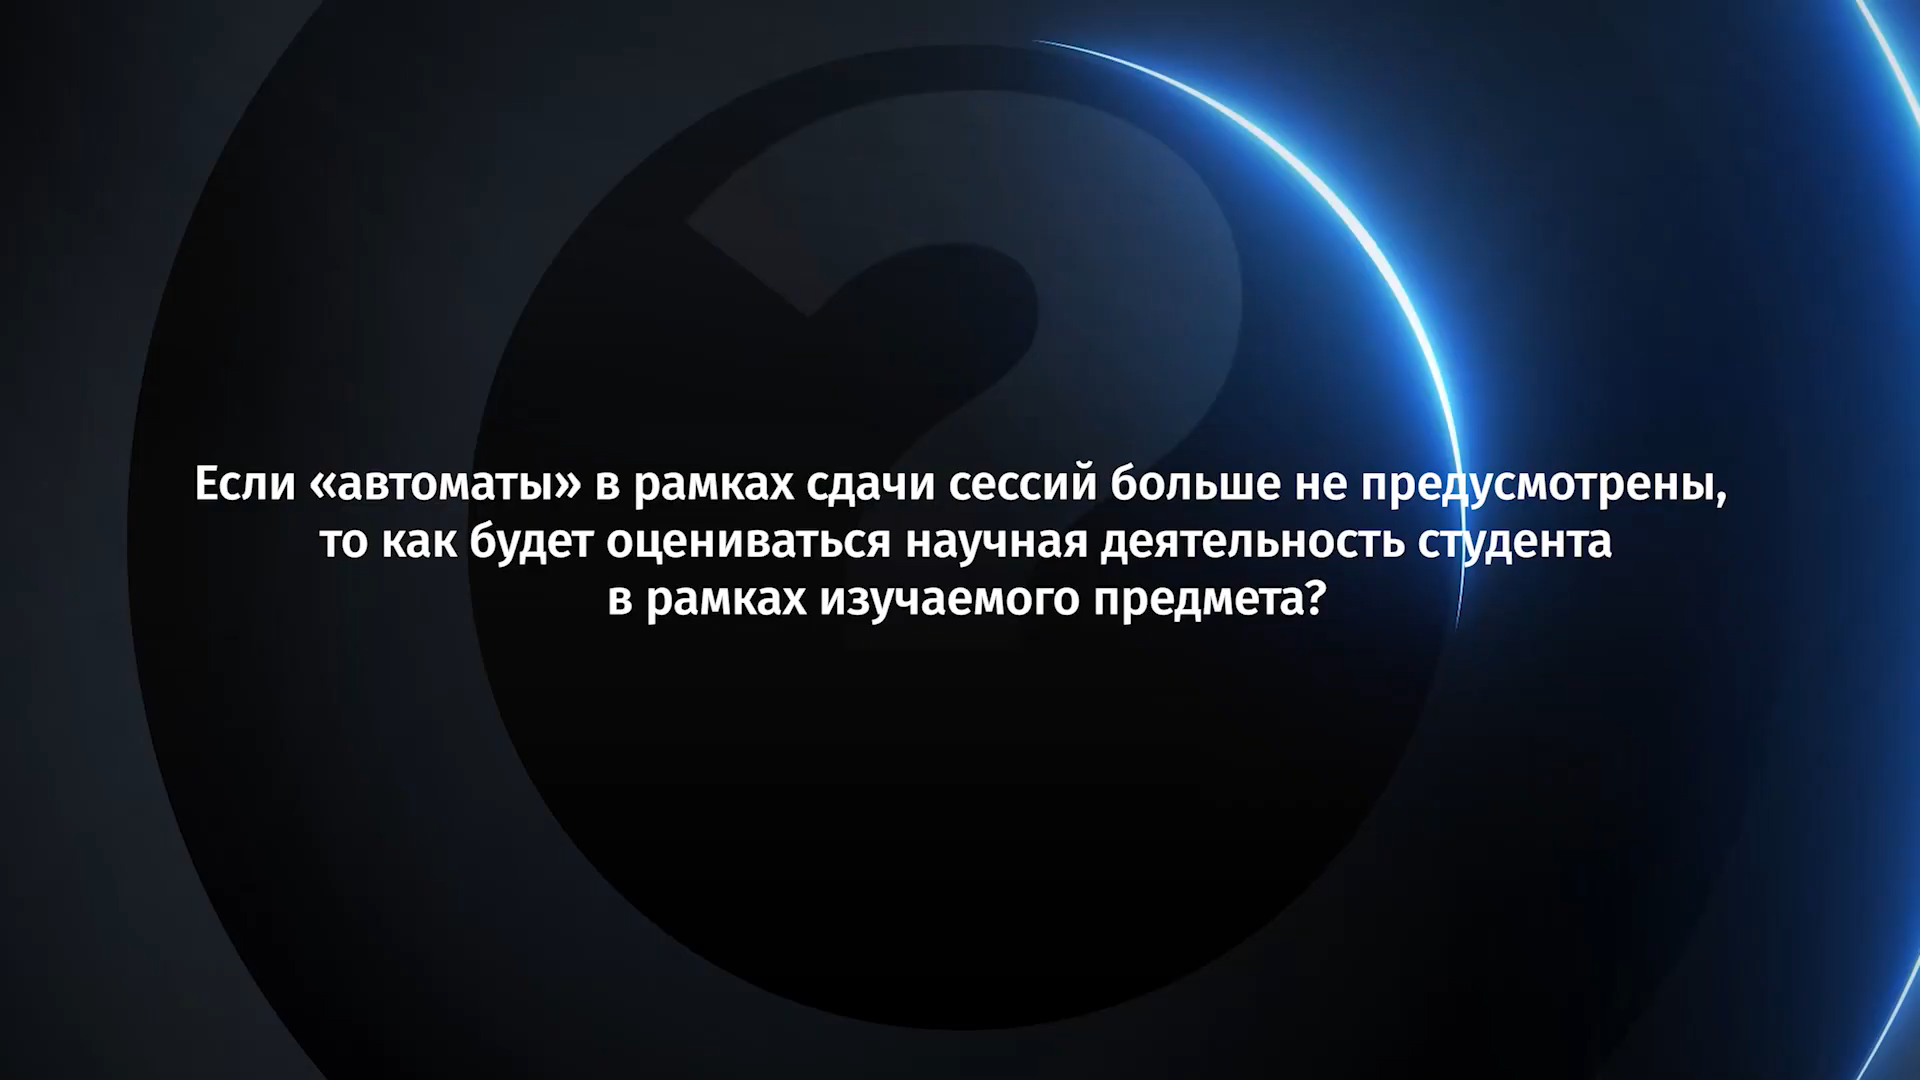 Если «автоматы» в рамках сдачи сессий больше не предусмотрены,
то как будет оцениваться научная деятельность студента
в рамках изучаемого предмета?